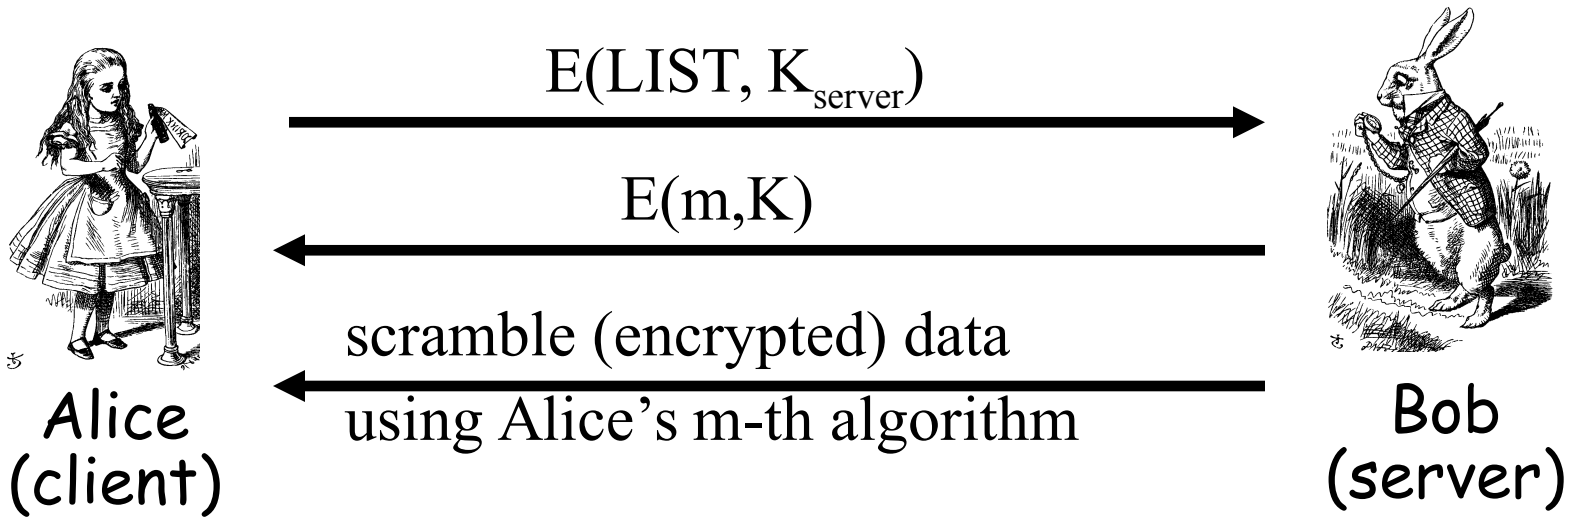 E(LIST, Kserver)
E(m,K)
scramble (encrypted) data
using Alice’s m-th algorithm
Alice
(client)
Bob
(server)